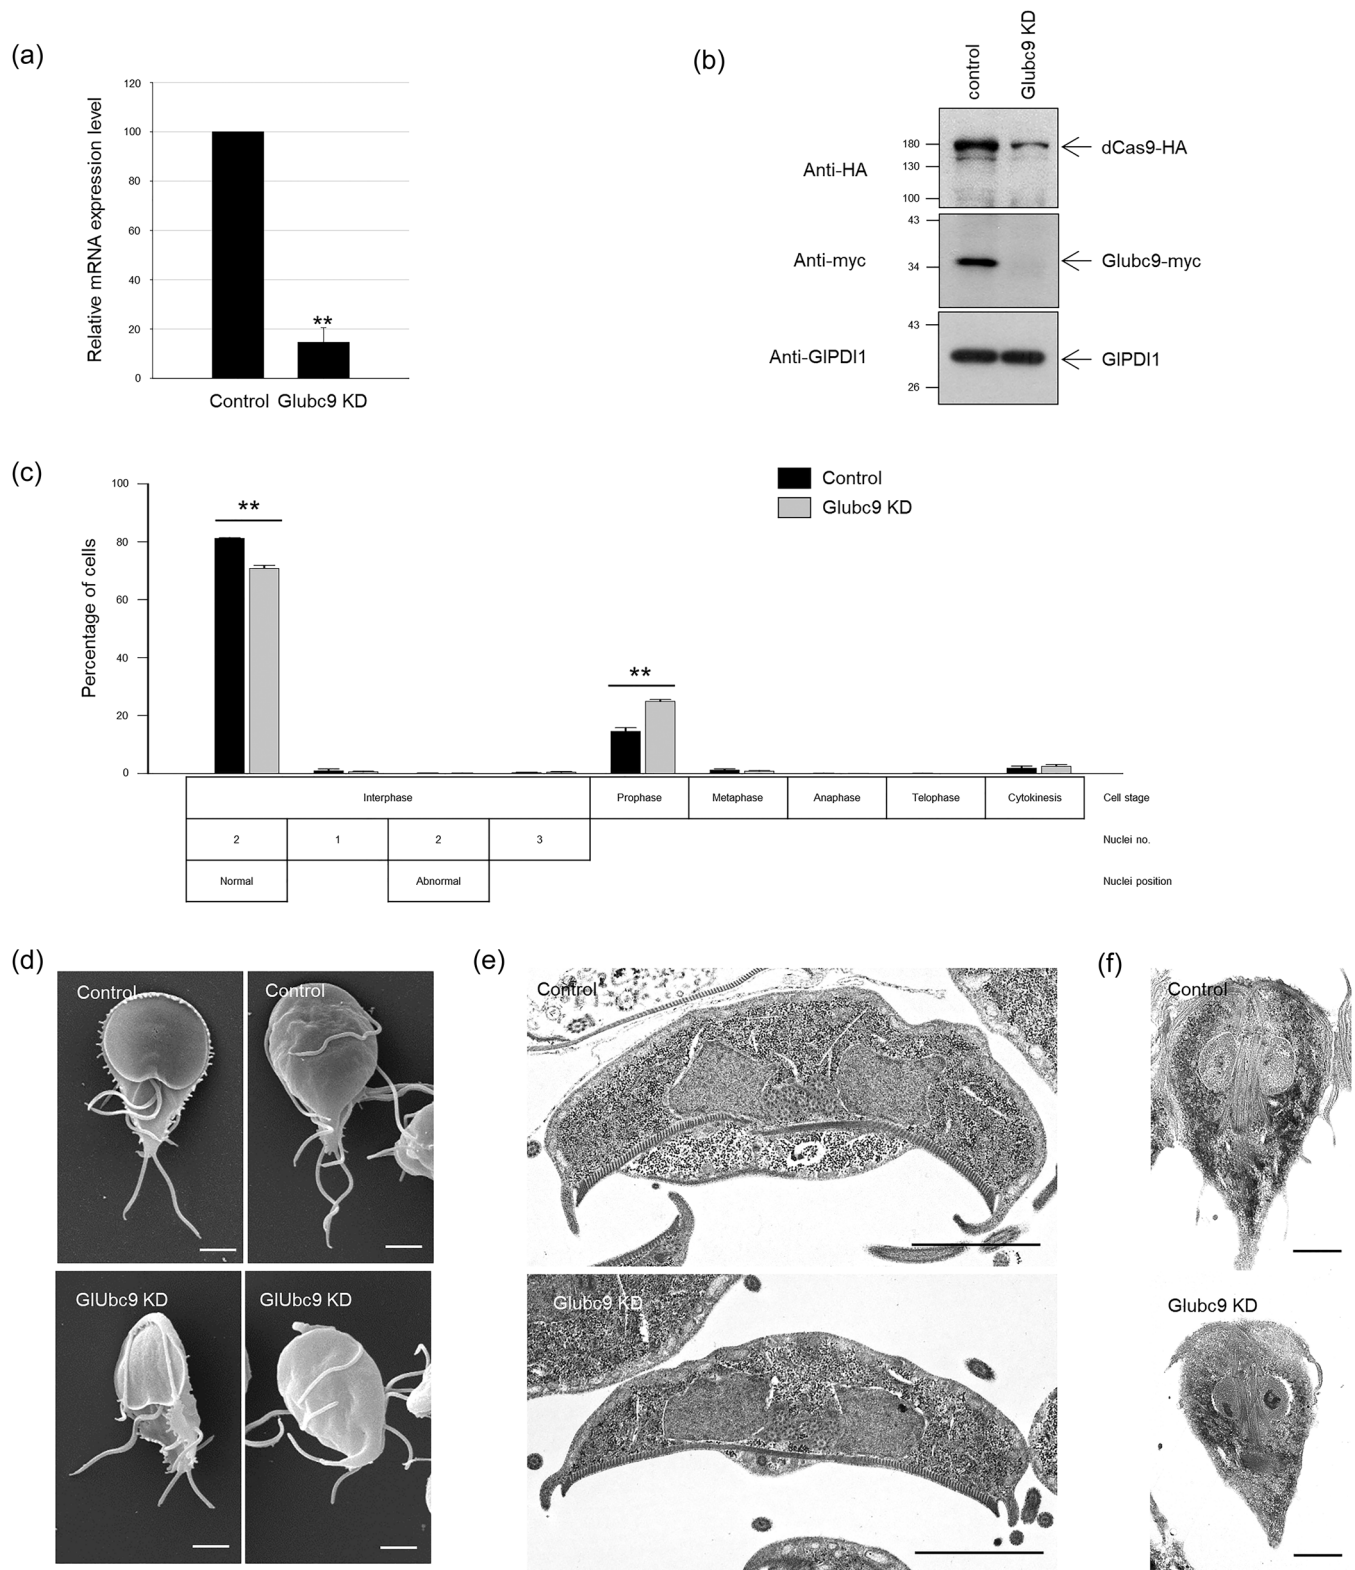 (a)
120
100
80
60
40
20
0
Relative mRNA expression level
**
Control Glubc9 KD
(b)
control
Glubc9 KD
Anti-HA
180
130
100
dCas9-HA
Anti-myc
43
34
Glubc9-myc
Anti-GlPDI1
43
26
GlPDI1
(c)
Control
Glubc9 KD
100
80
60
40
20
0
Percentage of cells
**
**
Interphase Prophase Metaphase Anaphase Telophase Cytokinesis Cell stage
2 1 2 3 Nuclei no.
Normal Abnormal Nuclei position
(d)
Control
Control
GlUbc9 KD
GlUbc9 KD
(e)
Control
Glubc9 KD
(f)
Control
Glubc9 KD